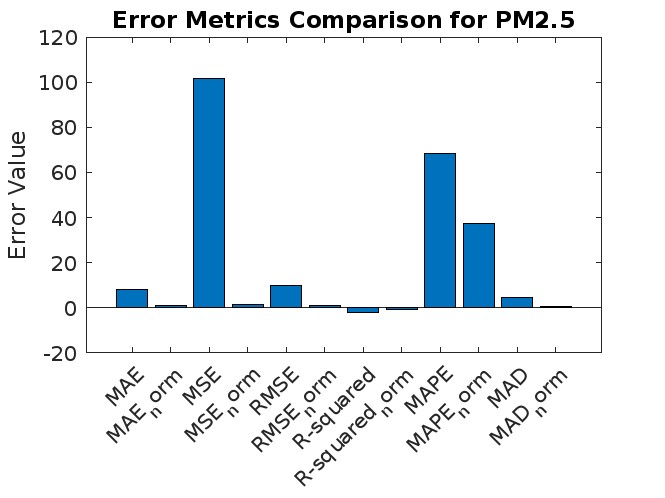 Error Metrics Comparison for PM2.5
120
100
80
60
40
20
0
-20
Error Value
MAE
MAE_norm
MSE
MSE_norm
RMSE
RMSE_norm
R-squared
R-squared_norm
MAPE
MAPE_norm
MAD
MAD_norm